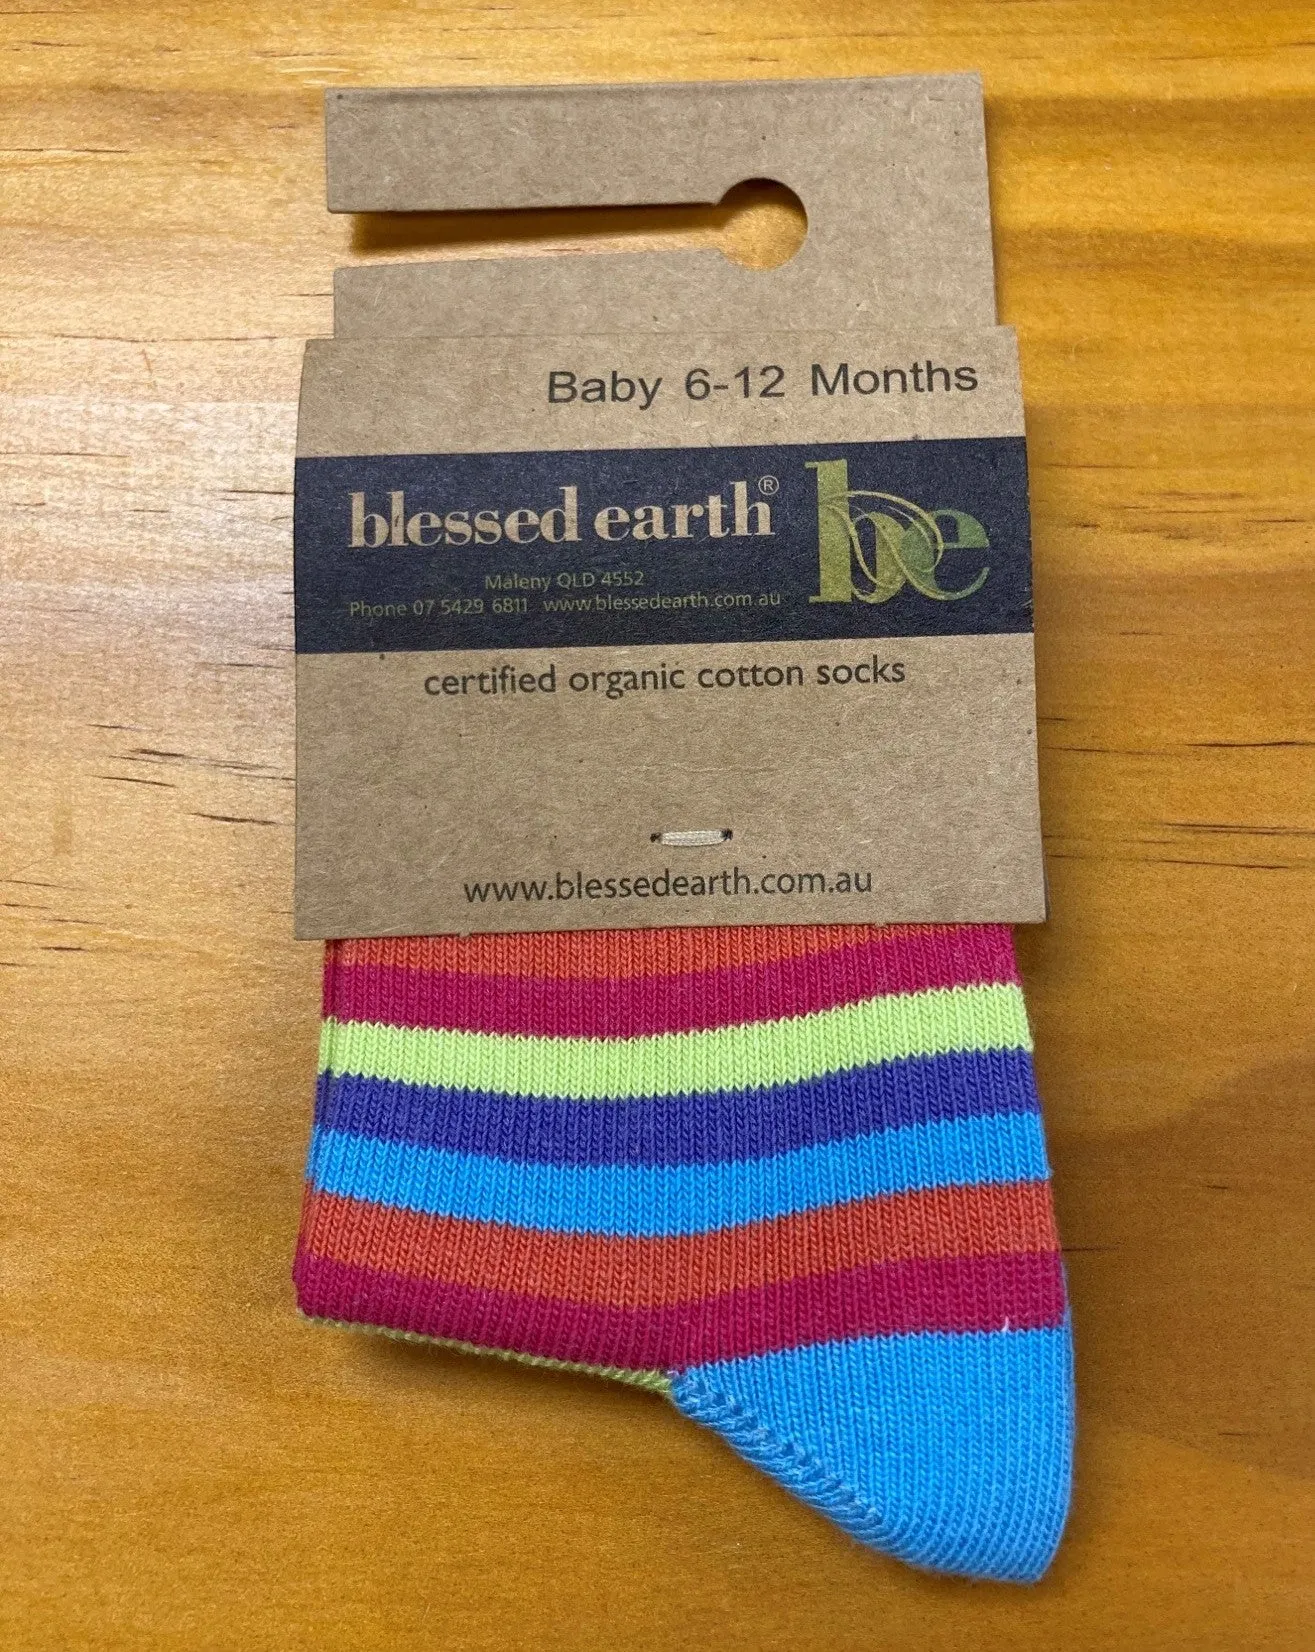 Baby 6-12 Months
blessed earth® be
Maleny QLD 4552
Phone 07 5429 6811 www.blessedearth.com.au
certified organic cotton socks
www.blessedearth.com.au